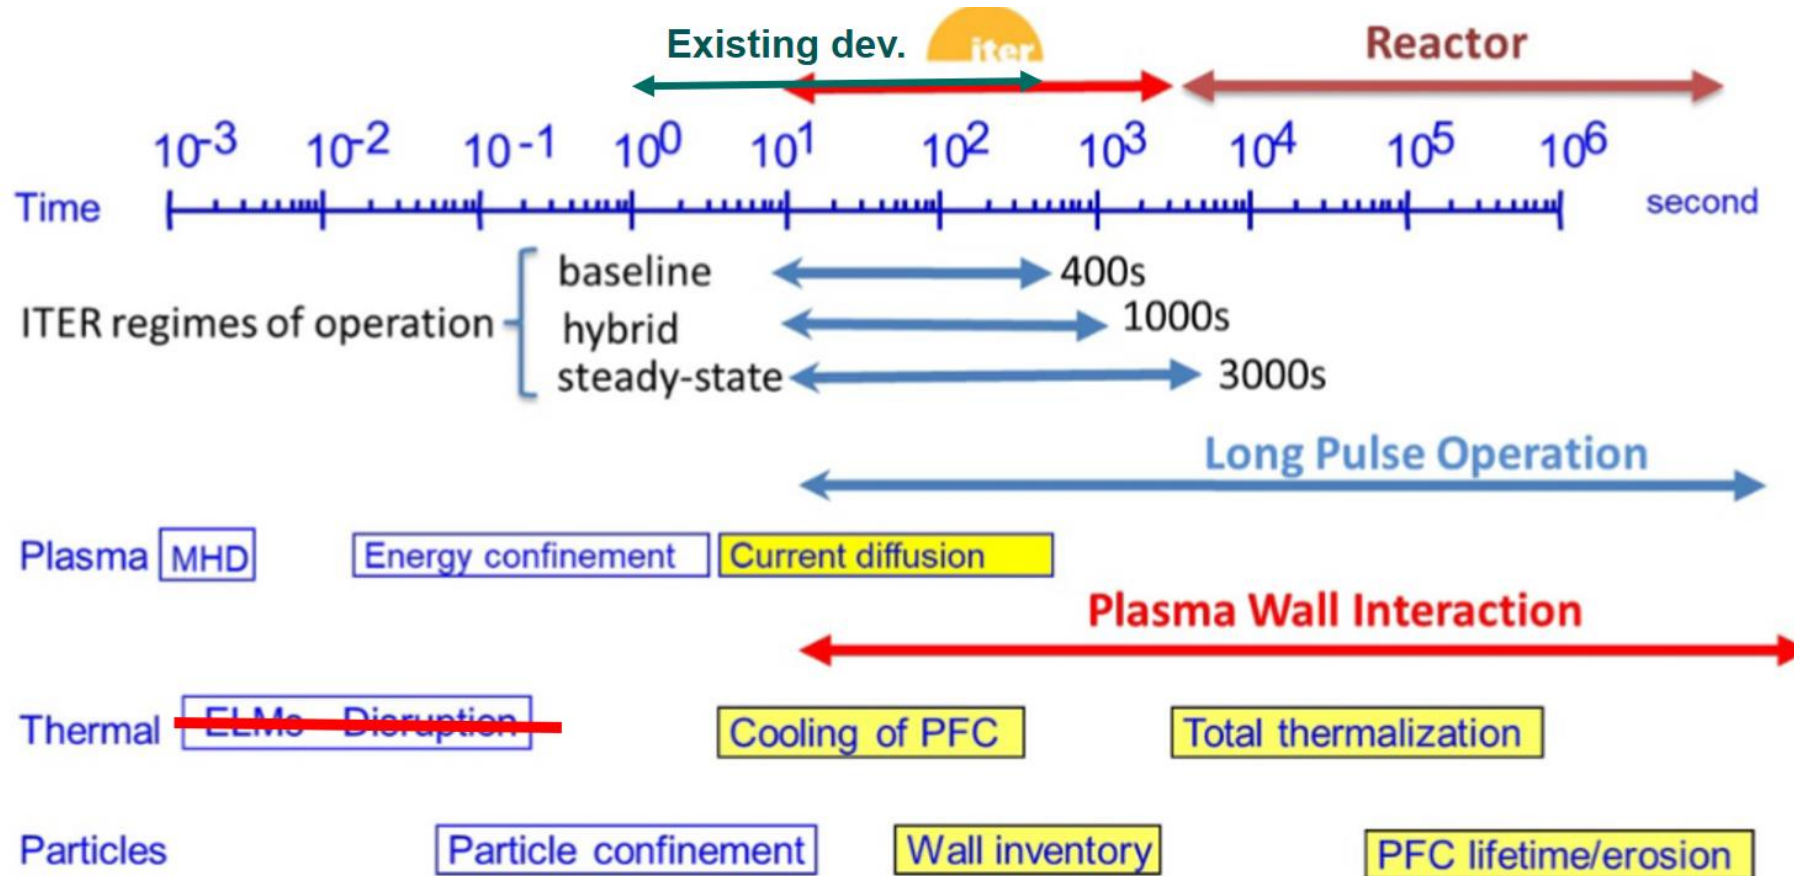 Existing dev. iter Reactor
10-3 10-2 10-1 100 101 102 103 104 105 106
Time second
baseline 400s
ITER regimes of operation hybrid 1000s
steady-state 3000s
Long Pulse Operation
Plasma MHD Energy confinement Current diffusion
Plasma Wall Interaction
Thermal ELMs Disruption Cooling of PFC Total thermalization
Particles Particle confinement Wall inventory PFC lifetime/erosion